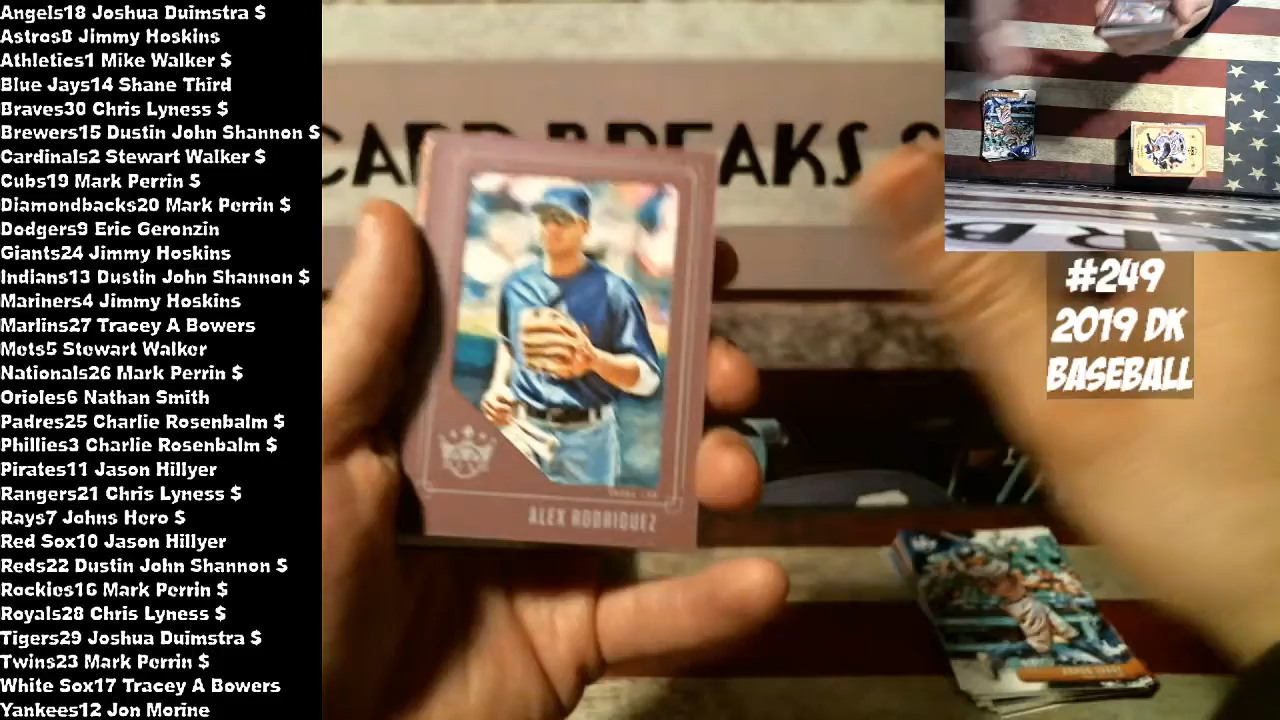 Angels18 Joshua Duimstra $
Astros8 Jimmy Hoskins
Athletics1 Mike Walker $
Blue Jays14 Shane Third
Braves30 Chris Lyness $
Brewers15 Dustin John Shannon $
Cardinals2 Stewart Walker $
Cubs19 Mark Perrin $
Diamondbacks20 Mark Perrin $
Dodgers9 Eric Geronzin
Giants24 Jimmy Hoskins
Indians13 Dustin John Shannon $
Mariners4 Jimmy Hoskins
Marlins27 Tracey A Bowers
Mets5 Stewart Walker
Nationals26 Mark Perrin $
Orioles6 Nathan Smith
Padres25 Charlie Rosenbalm $
Phillies3 Charlie Rosenbalm $
Pirates11 Jason Hillyer
Rangers21 Chris Lyness $
Rays7 Johns Hero $
Red Sox10 Jason Hillyer
Reds22 Dustin John Shannon $
Rockies16 Mark Perrin $
Royals28 Chris Lyness $
Tigers29 Joshua Duimstra $
Twins23 Mark Perrin $
White Sox17 Tracey A Bowers
Yankees12 Jon Morine
CARD BREAKS
ALEX RODRIGUEZ
#249
2019 DK
BASEBALL